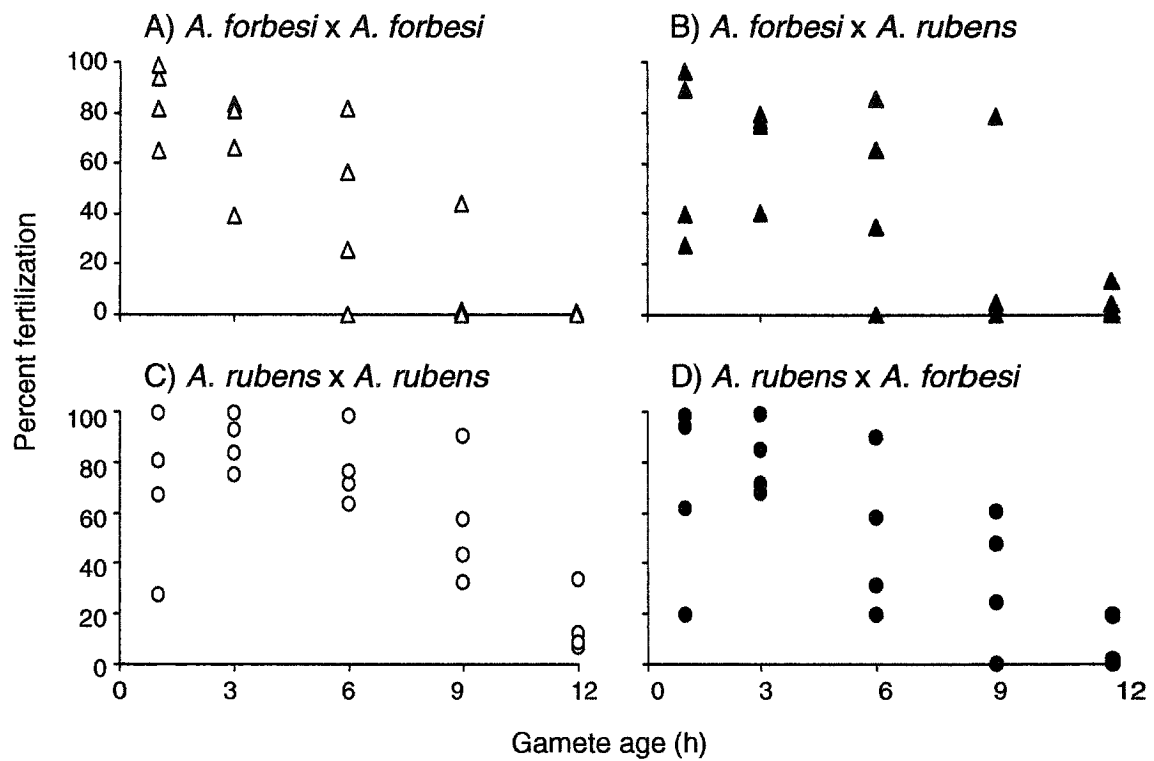 A) A. forbesi x A. forbesi
B) A. forbesi x A. rubens
100
80
60
40
20
0
Percent fertilization
C) A. rubens x A. rubens
D) A. rubens x A. forbesi
100
80
60
40
20
0
0 3 6 9 12
0 3 6 9 12
Gamete age (h)